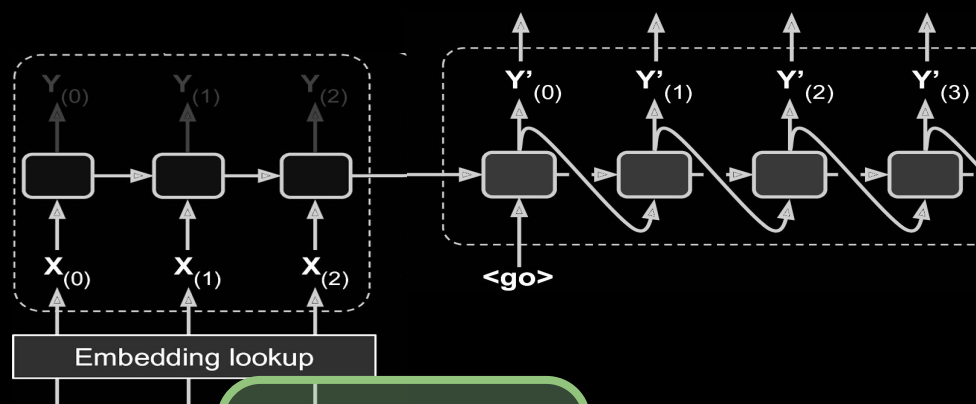 Y(0) Y(1) Y(2)
Y'(0) Y'(1) Y'(2) Y'(3)
X(0) X(1) X(2)
<go>
Embedding lookup